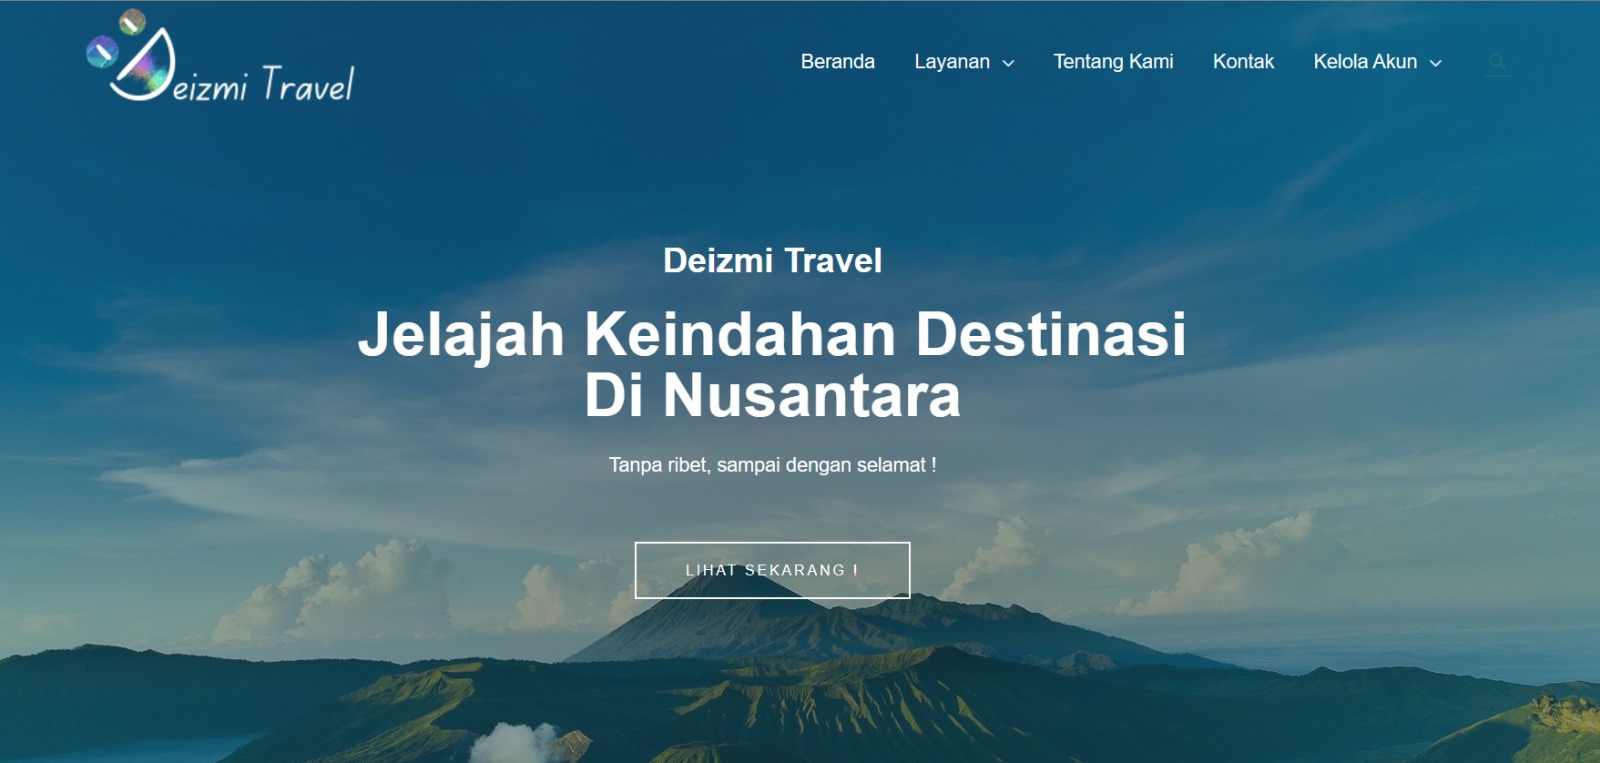 Deizmi Travel
Beranda Layanan Tentang Kami Kontak Kelola Akun
Deizmi Travel
Jelajah Keindahan Destinasi
Di Nusantara
Tanpa ribet, sampai dengan selamat !
LIHAT SEKARANG !